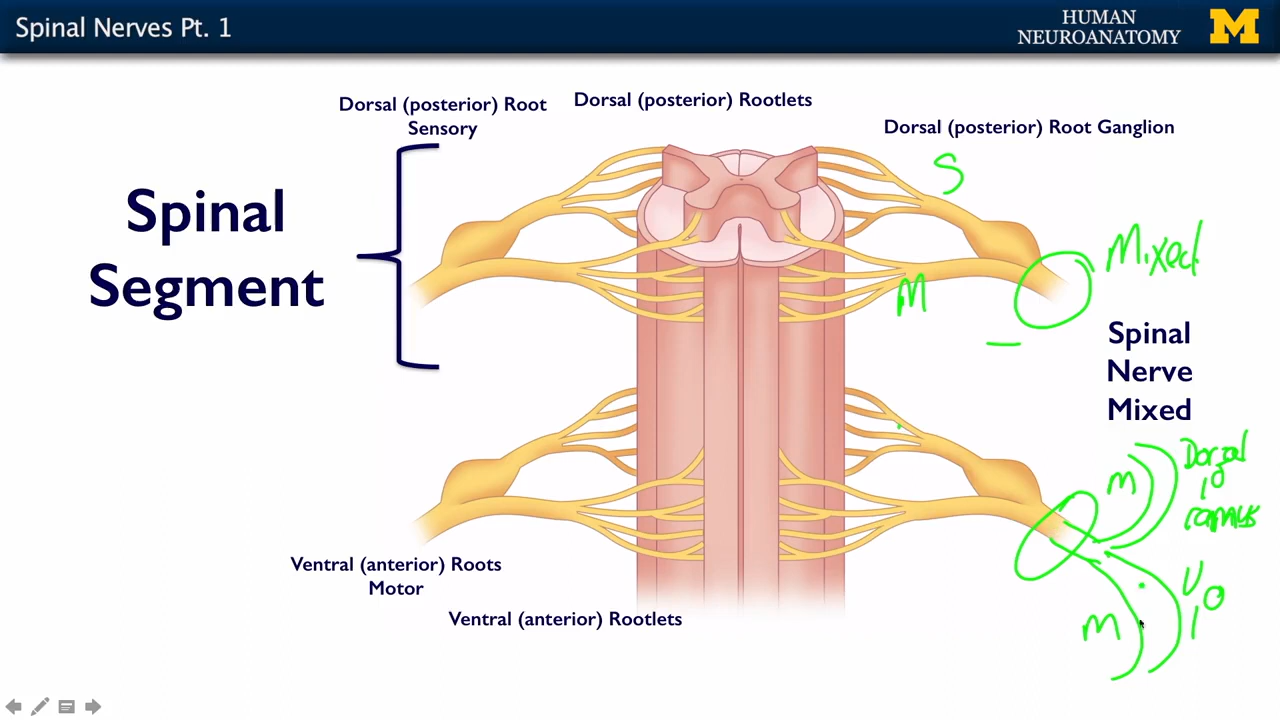 Spinal Nerves Pt. 1
HUMAN
NEUROANATOMY
M
Dorsal (posterior) Root
Sensory
Dorsal (posterior) Rootlets
Dorsal (posterior) Root Ganglion
S
Spinal
Segment
Mixed
M
Spinal
Nerve
Mixed
Dorsal
1°
ramus
M
Ventral (anterior) Roots
Motor
V
1°
M
Ventral (anterior) Rootlets